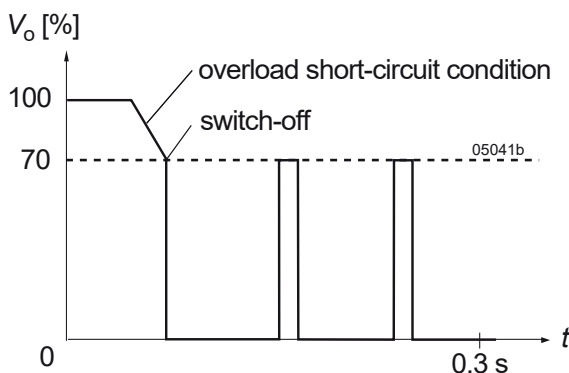 Vo [%]
overload short-circuit condition
100
switch-off
70
05041b
t
0
0.3 s